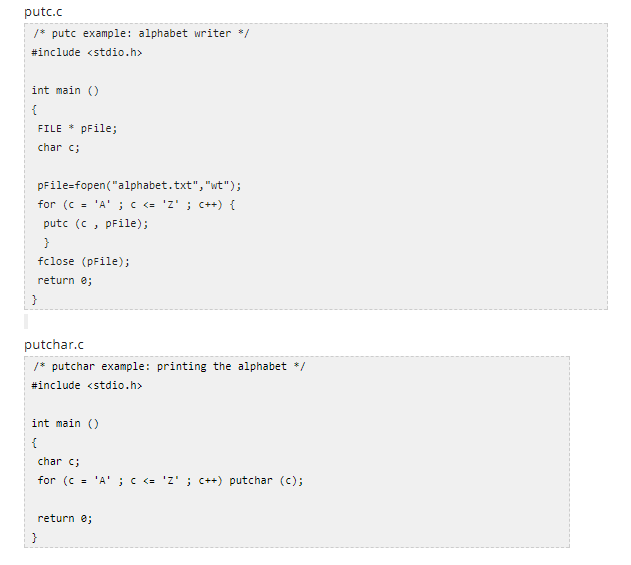 putc.c
/* putc example: alphabet writer */
#include <stdio.h>
int main ()
{
FILE * pFile;
char c;
pFile=fopen("alphabet.txt","wt");
for (c = 'A' ; c <= 'Z' ; c++) {
putc (c , pFile);
}
fclose (pFile);
return 0;
}
putchar.c
/* putchar example: printing the alphabet */
#include <stdio.h>
int main ()
{
char c;
for (c = 'A' ; c <= 'Z' ; c++) putchar (c);
return 0;
}